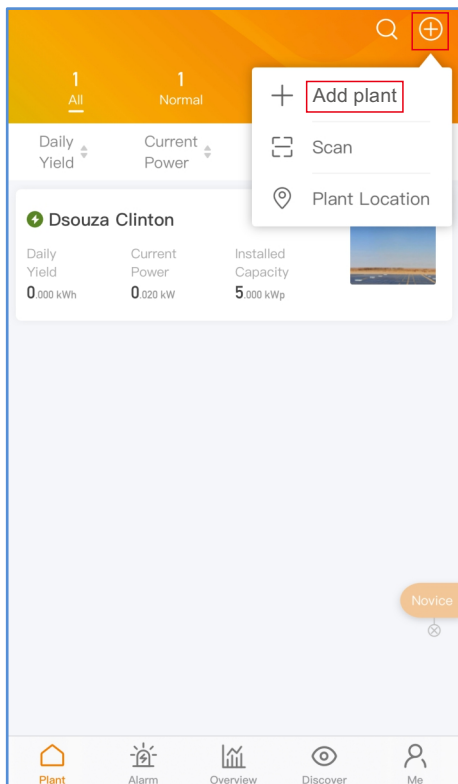 1 1
All Normal
Add plant
Scan
Plant Location
Daily Yield
Current Power
Dsouza Clinton
Daily Yield
Current Power
Installed Capacity
0.000 kWh 0.020 kW 5.000 kWp
Novice
Plant Alarm Overview Discover Me